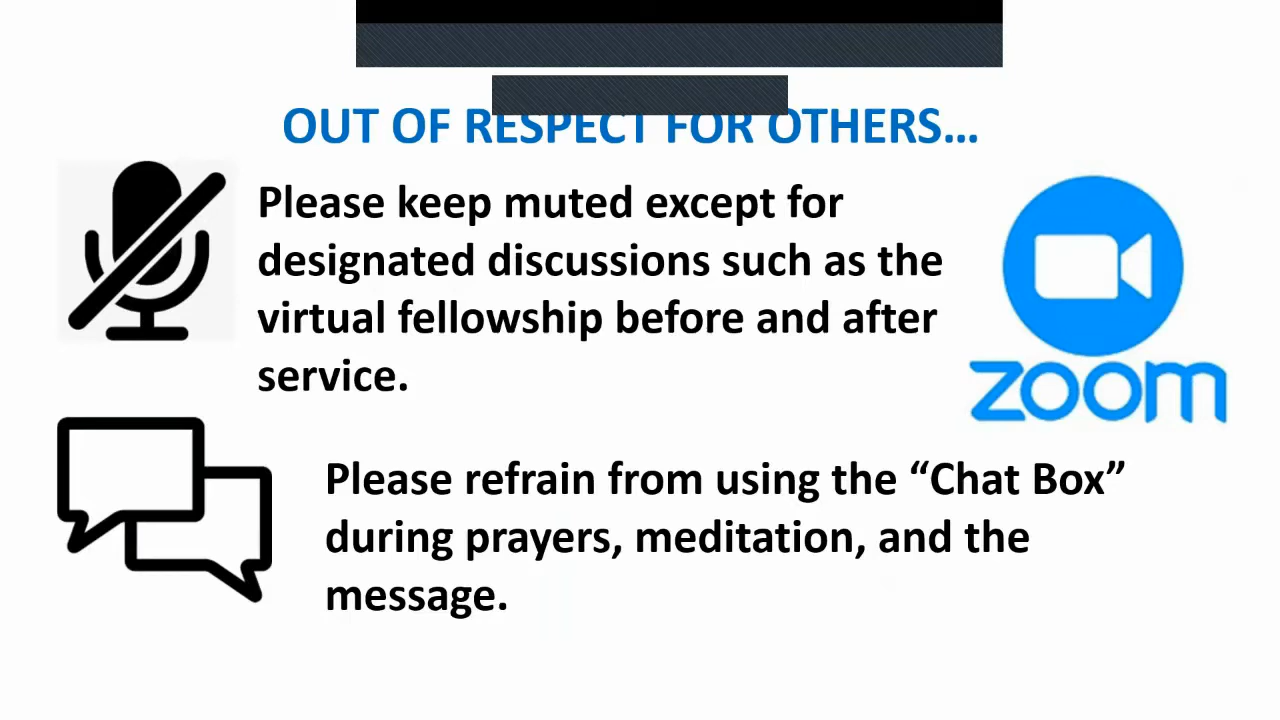 OUT OF RESPECT FOR OTHERS…
Please keep muted except for
designated discussions such as the
virtual fellowship before and after
service.
zoom
Please refrain from using the “Chat Box”
during prayers, meditation, and the
message.